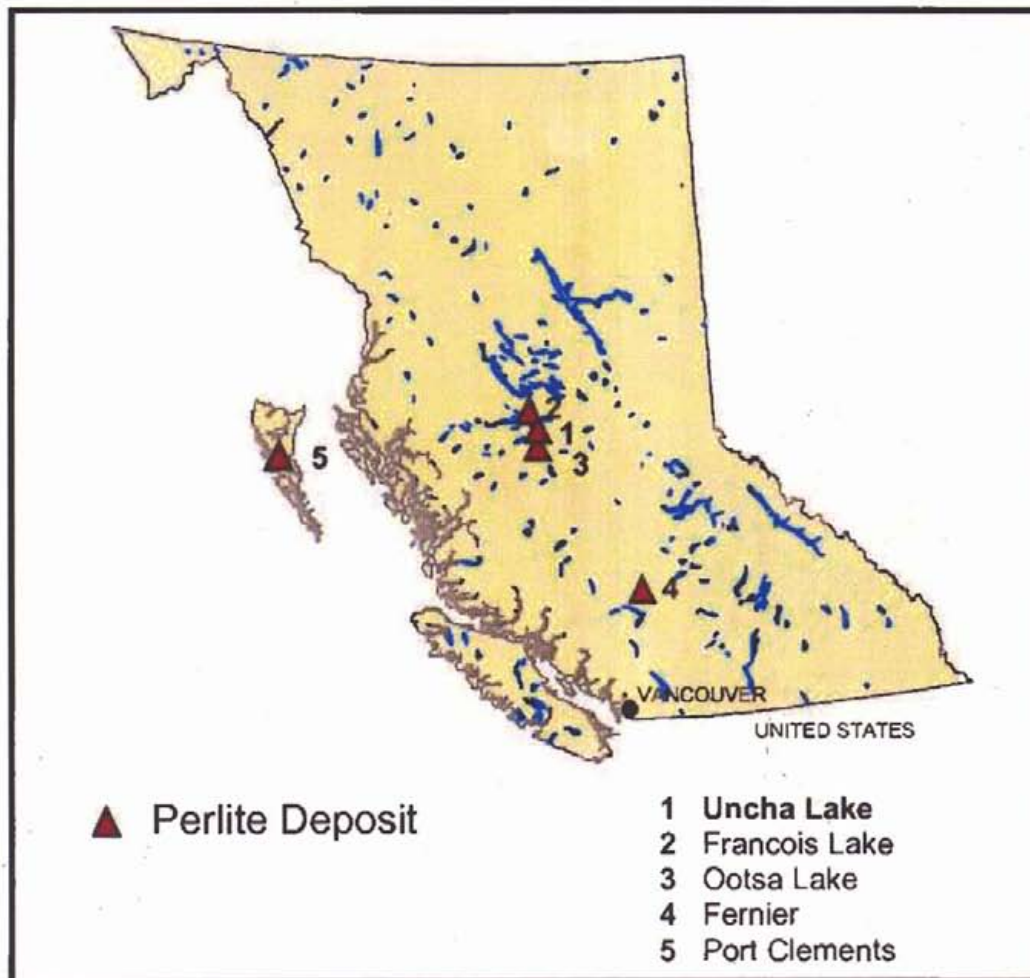 2
1
3
5
4
VANCOUVER
UNITED STATES
Perlite Deposit
1 Uncha Lake
2 Francois Lake
3 Ootsa Lake
4 Fernier
5 Port Clements